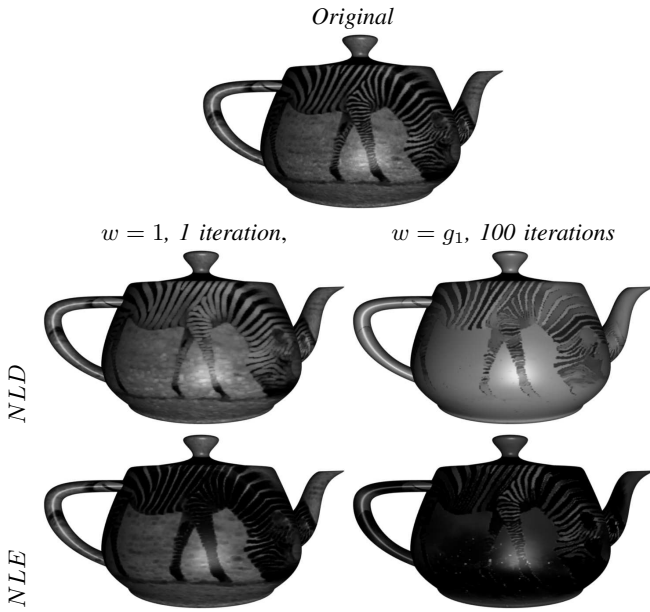 Original
w = 1, 1 iteration,
w = g₁, 100 iterations
NLD
NLE